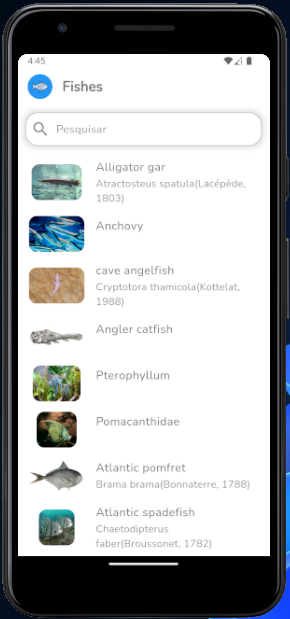 4:45
Fishes
Pesquisar
Alligator gar
Atractosteus spatula(Lacépède,
1803)
Anchovy
cave angelfish
Cryptotora thamicola(Kottelat,
1988)
Angler catfish
Pterophyllum
Pomacanthidae
Atlantic pomfret
Brama brama(Bonnaterre, 1788)
Atlantic spadefish
Chaetodipterus
faber(Broussonet, 1782)